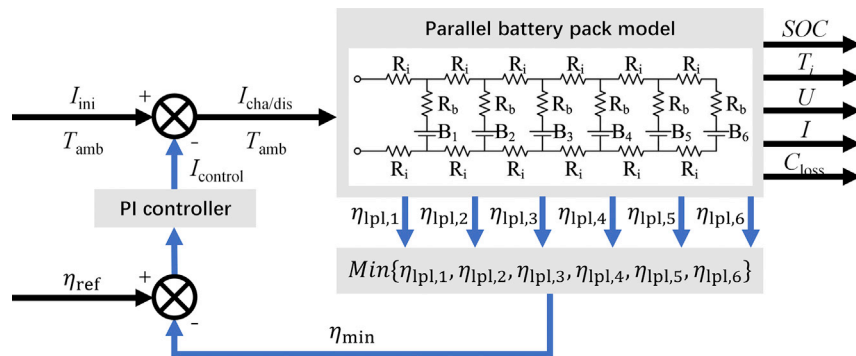 Parallel battery pack model
R_i R_i R_i R_i R_i R_i
R_b R_b R_b R_b R_b R_b
B_1 B_2 B_3 B_4 B_5 B_6
R_i R_i R_i R_i R_i R_i
SOC
T_i
U
I
C_loss
I_ini + I_cha/dis
T_amb - T_amb
I_control
PI controller
η_lpl,1 η_lpl,2 η_lpl,3 η_lpl,4 η_lpl,5 η_lpl,6
Min{η_lpl,1, η_lpl,2, η_lpl,3, η_lpl,4, η_lpl,5, η_lpl,6}
η_ref +
-
η_min